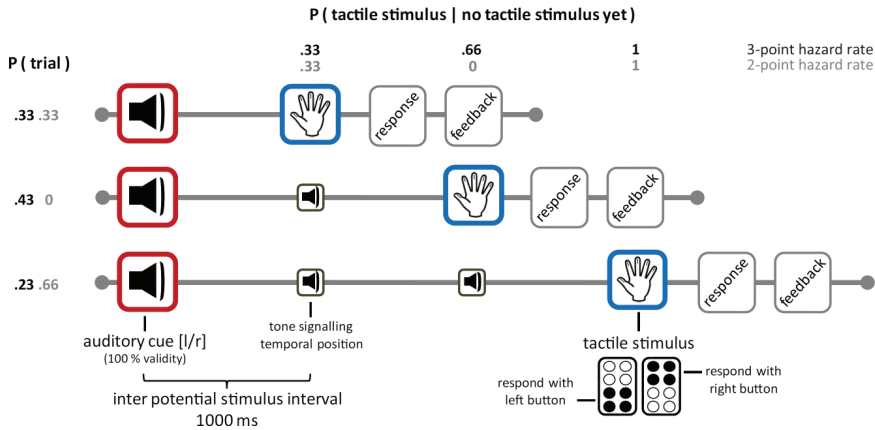 P ( tactile stimulus | no tactile stimulus yet )
.33 .66 1 3-point hazard rate
P ( trial ) .33 0 1 2-point hazard rate
.33 .33 response feedback
.43 0 response feedback
.23 .66 response feedback
auditory cue [l/r]
(100 % validity)
tone signalling
temporal position
tactile stimulus
inter potential stimulus interval
1000 ms
respond with
left button
respond with
right button